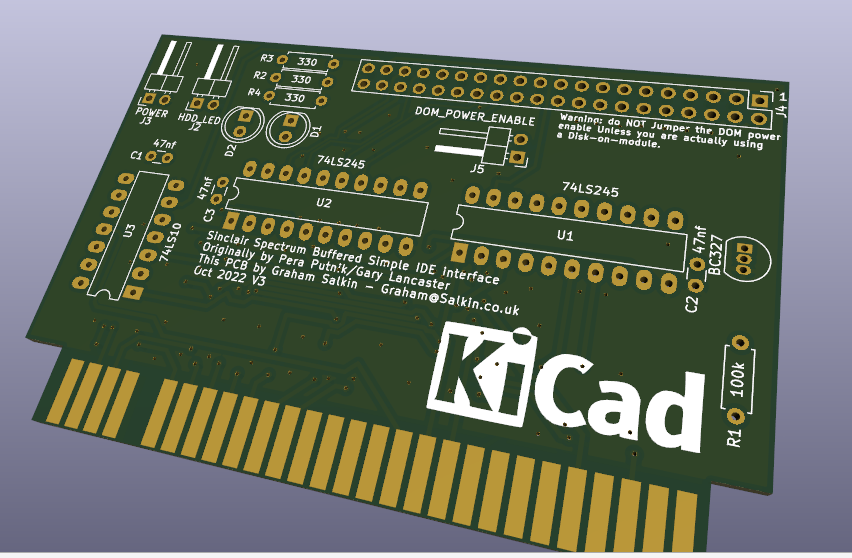 R3 330
R2 330
R4 330
POWER
J3
HDD_LED
J2
D2
D1
DOM_POWER_ENABLE
J5
1
J4
Warning: do NOT Jumper the DOM power
enable Unless you are actually using
a Disk-on-module.
47nf
C1
74LS245
U2
47nf
C3
74LS245
U1
U3
74LS10
47nf
C2
BC327
Sinclair Spectrum Buffered Simple IDE Interface
Originally by Pera Putnik/Gary Lancaster
This PCB by Graham Salkin - Graham@Salkin.co.uk
Oct 2022 V3
KiCad
100k
R1